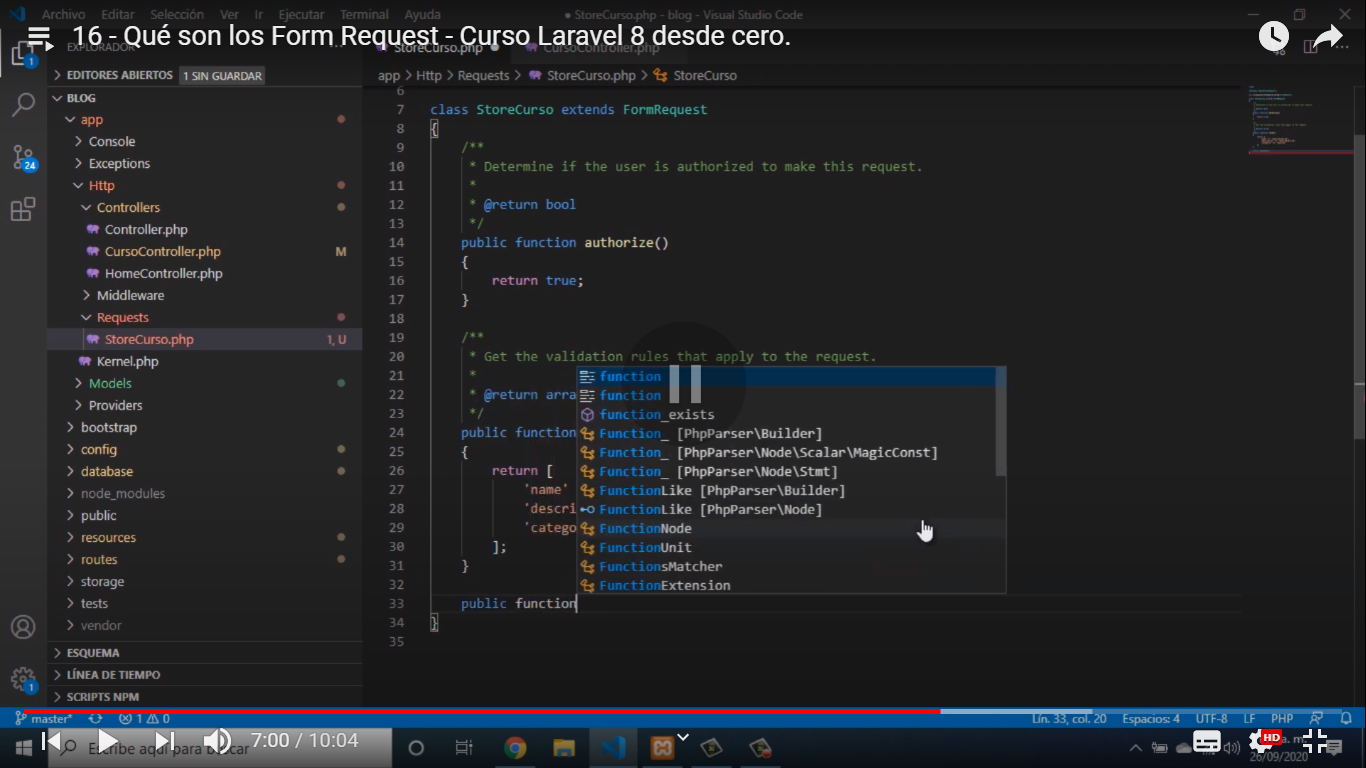 Archivo Editar Selección Ver Ir Ejecutar Terminal Ayuda
● StoreCurso.php - blog - Visual Studio Code
16 - Qué son los Form Request - Curso Laravel 8 desde cero.
EXPLORADOR
StoreCurso.php ●
CursoController.php
EDITORES ABIERTOS 1 SIN GUARDAR
app > Http > Requests > StoreCurso.php > StoreCurso
BLOG
app
Console
Exceptions
Http
Controllers
Controller.php
CursoController.php M
HomeController.php
Middleware
Requests
StoreCurso.php 1, U
Kernel.php
Models
Providers
bootstrap
config
database
node_modules
public
resources
routes
storage
tests
vendor
ESQUEMA
LÍNEA DE TIEMPO
SCRIPTS NPM
1
24
1
6
7 class StoreCurso extends FormRequest
8 {
9 /**
10 * Determine if the user is authorized to make this request.
11 *
12 * @return bool
13 */
14 public function authorize()
15 {
16 return true;
17 }
18
19 /**
20 * Get the validation rules that apply to the request.
21 *
22 * @return arra
23 */
24 public function
25 {
26 return [
27 'name'
28 'descri
29 'catego
30 ];
31 }
32
33 public function
34 }
35
function
function
function_exists
Function_ [PhpParser\Builder]
Function_ [PhpParser\Node\Scalar\MagicConst]
Function_ [PhpParser\Node\Stmt]
FunctionLike [PhpParser\Builder]
FunctionLike [PhpParser\Node]
FunctionNode
FunctionUnit
FunctionsMatcher
FunctionExtension
master* 1 0
Lín. 33, col. 20 Espacios: 4 UTF-8 LF PHP
Escribe aquí para buscar
7:00 / 10:04
HD
a. m.
26/09/2020